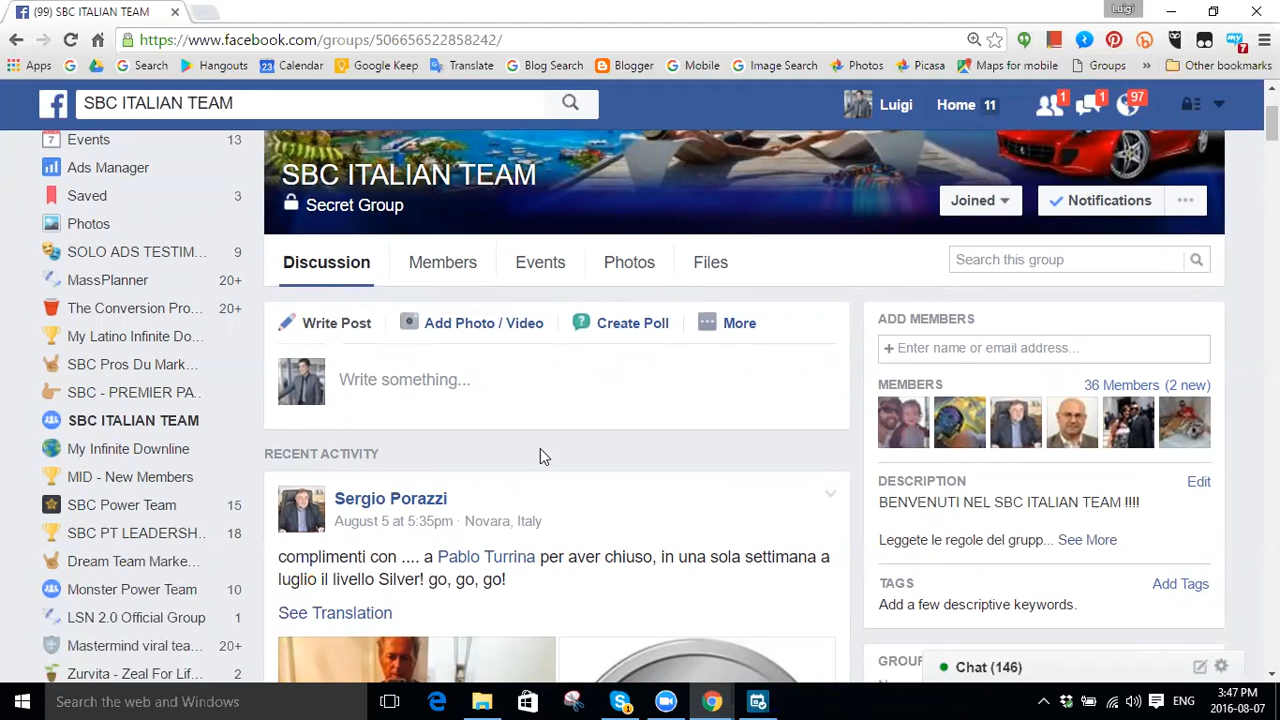 (99) SBC ITALIAN TEAM
Luigi
https://www.facebook.com/groups/506656522858242/
7
Apps Search Hangouts 23 Calendar Google Keep Translate Blog Search Blogger Mobile Image Search Photos Picasa Maps for mobile Groups » Other bookmarks
SBC ITALIAN TEAM
Luigi Home 11 1 1 97
7 Events 13
Ads Manager
Saved 3
Photos
SOLO ADS TESTIM... 9
MassPlanner 20+
The Conversion Pro... 20+
My Latino Infinite Do...
SBC Pros Du Mark...
SBC - PREMIER PA..
SBC ITALIAN TEAM
My Infinite Downline
MID - New Members
SBC Power Team 15
SBC PT LEADERSH.. 18
Dream Team Marke...
Monster Power Team 10
LSN 2.0 Official Group 1
Mastermind viral tea...
Zurvita - Zeal For Lif... 2
SBC ITALIAN TEAM
Secret Group
Joined Notifications ...
Discussion Members Events Photos Files
Search this group
Write Post Add Photo / Video Create Poll More
Write something...
RECENT ACTIVITY
Sergio Porazzi
August 5 at 5:35pm · Novara, Italy
complimenti con .... a Pablo Turrina per aver chiuso, in una sola settimana a
luglio il livello Silver! go, go, go!
See Translation
ADD MEMBERS
+ Enter name or email address...
MEMBERS 36 Members (2 new)
DESCRIPTION Edit
BENVENUTI NEL SBC ITALIAN TEAM !!!!
Leggete le regole del grupp... See More
TAGS Add Tags
Add a few descriptive keywords.
Chat (146)
Search the web and Windows
1
ENG
3:47 PM
2016-08-07